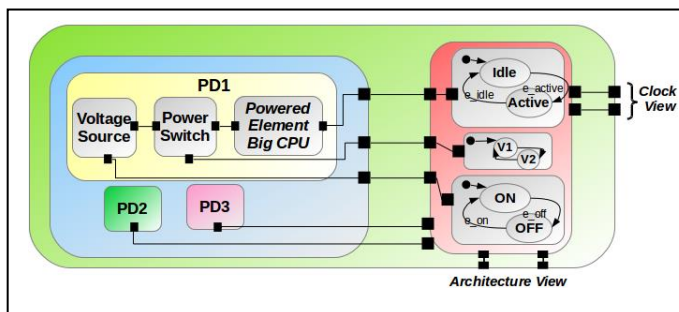 PD1
Voltage
Source
Power
Switch
Powered
Element
Big CPU
PD2
PD3
Idle
e_idle
e_active
Active
V1
V2
ON
e_on
e_off
OFF
Clock
View
Architecture View